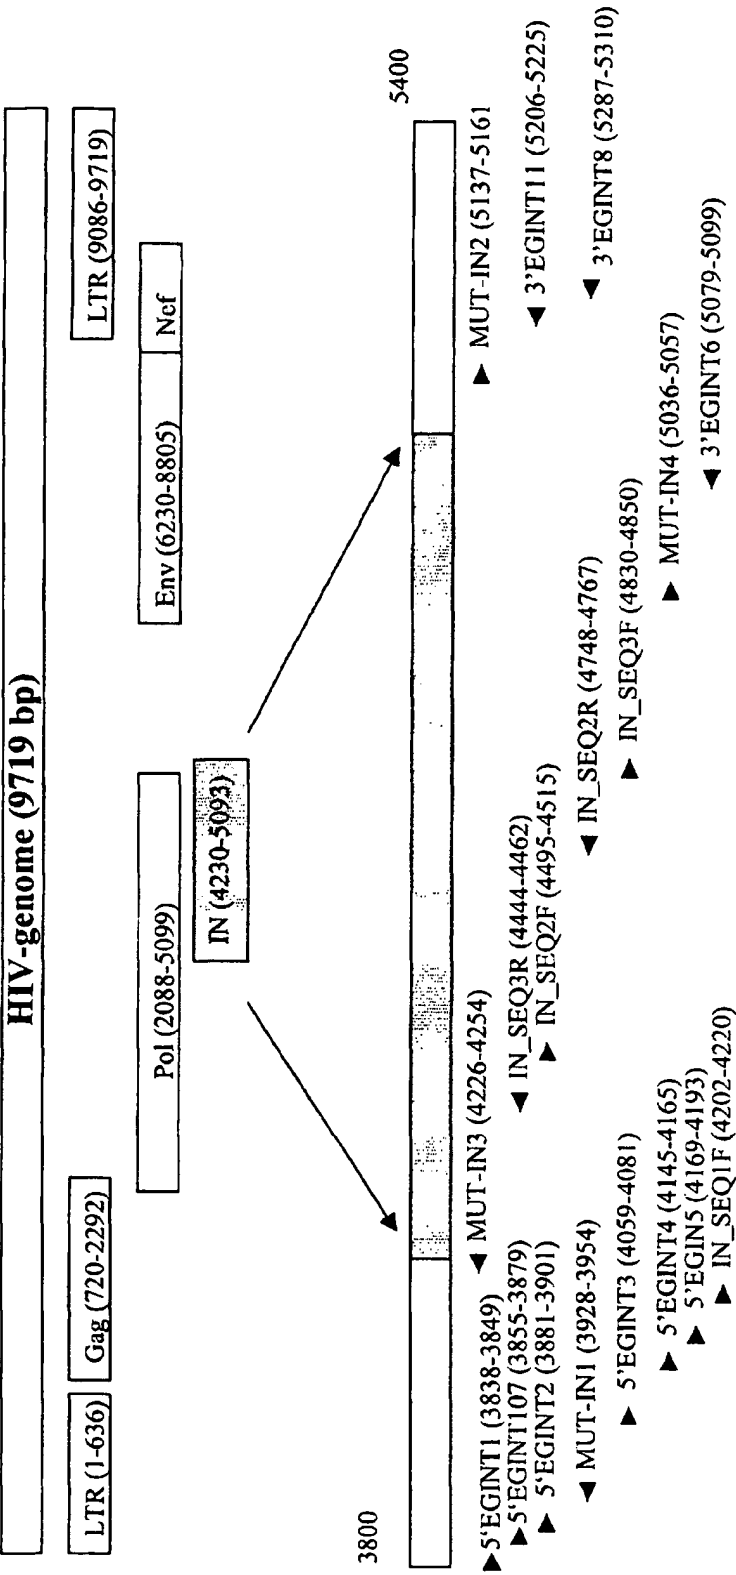 HIV-genome (9719 bp)
LTR (1-636)
Gag (720-2292)
LTR (9086-9719)
Pol (2088-5099)
Env (6230-8805)
Nef
IN (4230-5093)
3800
5400
▶5'EGINT1 (3838-3849)
▶5'EGINT107 (3855-3879)
▶ 5'EGINT2 (3881-3901)
◀ MUT-IN1 (3928-3954)
▶ 5'EGINT3 (4059-4081)
▶ 5'EGINT4 (4145-4165)
▶ 5'EGIN5 (4169-4193)
▶ IN_SEQ1F (4202-4220)
◀ MUT-IN3 (4226-4254)
◀ IN_SEQ3R (4444-4462)
▶ IN_SEQ2F (4495-4515)
◀ IN_SEQ2R (4748-4767)
▶ IN_SEQ3F (4830-4850)
▶ MUT-IN4 (5036-5057)
◀ 3'EGINT6 (5079-5099)
▶ MUT-IN2 (5137-5161
◀ 3'EGINT11 (5206-5225)
◀ 3'EGINT8 (5287-5310)